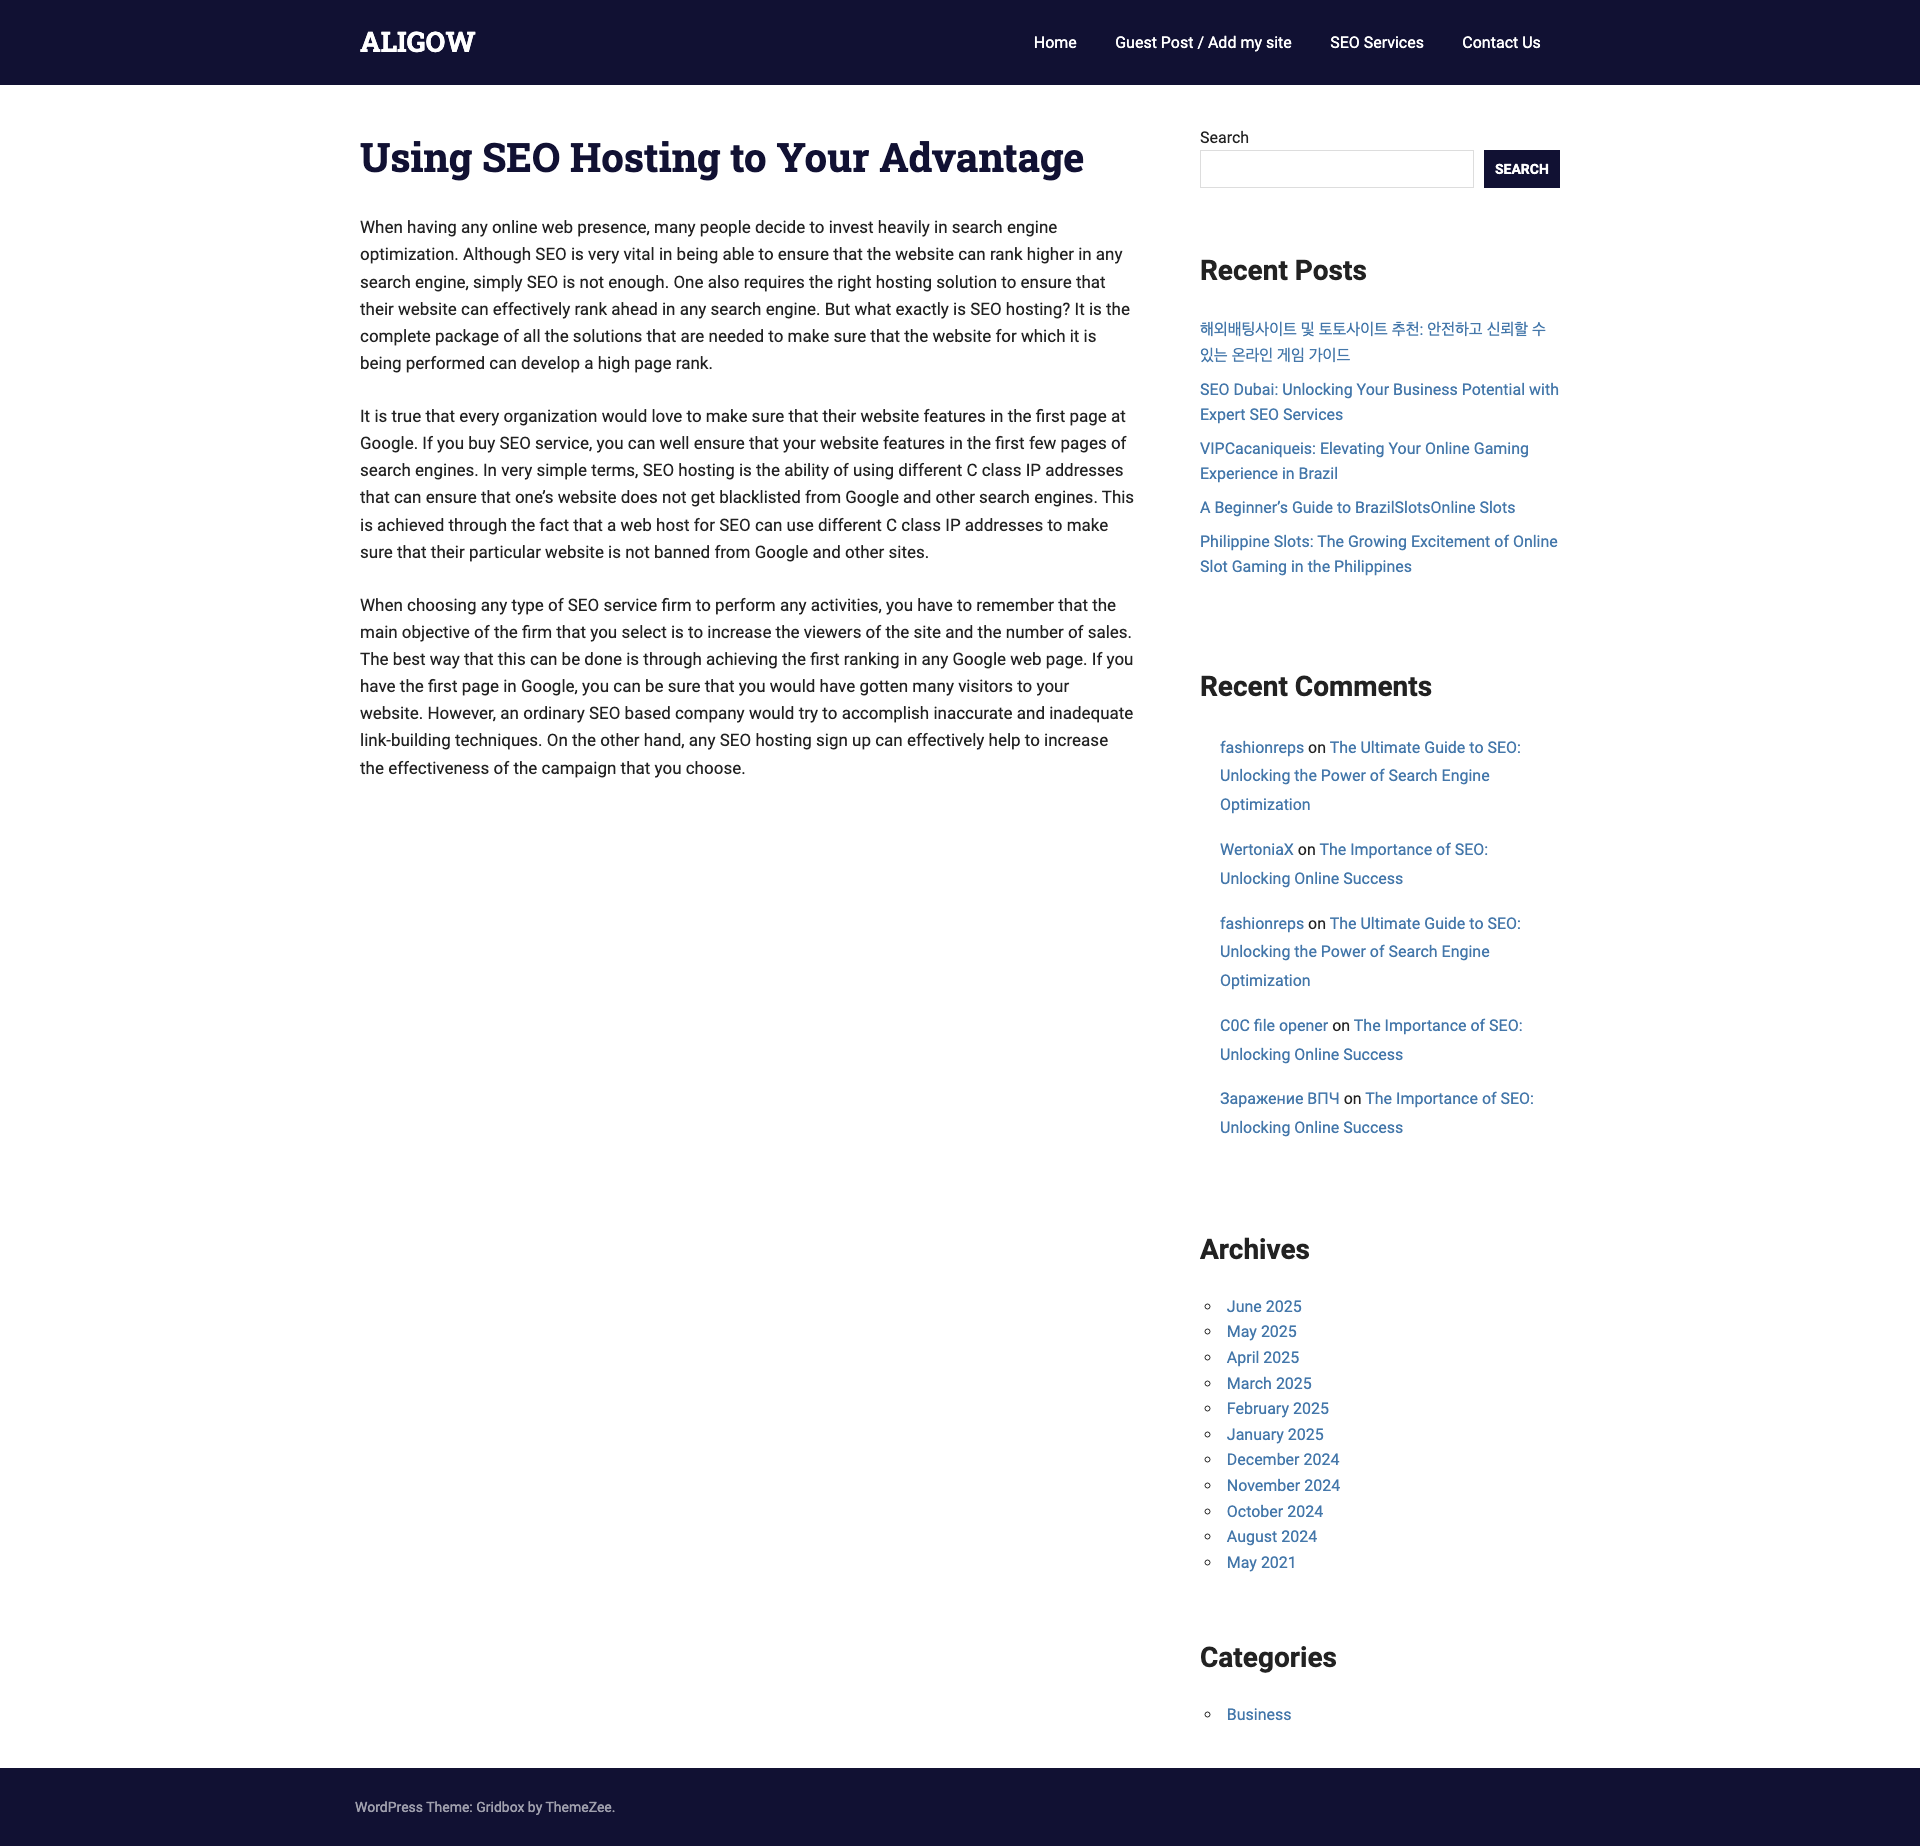 ALIGOW
Home
Guest Post / Add my site
SEO Services
Contact Us
Using SEO Hosting to Your Advantage
When having any online web presence, many people decide to invest heavily in search engine
optimization. Although SEO is very vital in being able to ensure that the website can rank higher in any
search engine, simply SEO is not enough. One also requires the right hosting solution to ensure that
their website can effectively rank ahead in any search engine. But what exactly is SEO hosting? It is the
complete package of all the solutions that are needed to make sure that the website for which it is
being performed can develop a high page rank.
It is true that every organization would love to make sure that their website features in the first page at
Google. If you buy SEO service, you can well ensure that your website features in the first few pages of
search engines. In very simple terms, SEO hosting is the ability of using different C class IP addresses
that can ensure that one’s website does not get blacklisted from Google and other search engines. This
is achieved through the fact that a web host for SEO can use different C class IP addresses to make
sure that their particular website is not banned from Google and other sites.
When choosing any type of SEO service firm to perform any activities, you have to remember that the
main objective of the firm that you select is to increase the viewers of the site and the number of sales.
The best way that this can be done is through achieving the first ranking in any Google web page. If you
have the first page in Google, you can be sure that you would have gotten many visitors to your
website. However, an ordinary SEO based company would try to accomplish inaccurate and inadequate
link-building techniques. On the other hand, any SEO hosting sign up can effectively help to increase
the effectiveness of the campaign that you choose.
Search
SEARCH
Recent Posts
해외배팅사이트 및 토토사이트 추천: 안전하고 신뢰할 수
있는 온라인 게임 가이드
SEO Dubai: Unlocking Your Business Potential with
Expert SEO Services
VIPCacaniqueis: Elevating Your Online Gaming
Experience in Brazil
A Beginner’s Guide to BrazilSlotsOnline Slots
Philippine Slots: The Growing Excitement of Online
Slot Gaming in the Philippines
Recent Comments
fashionreps on The Ultimate Guide to SEO:
Unlocking the Power of Search Engine
Optimization
WertoniaX on The Importance of SEO:
Unlocking Online Success
fashionreps on The Ultimate Guide to SEO:
Unlocking the Power of Search Engine
Optimization
C0C file opener on The Importance of SEO:
Unlocking Online Success
Заражение ВПЧ on The Importance of SEO:
Unlocking Online Success
Archives
June 2025
May 2025
April 2025
March 2025
February 2025
January 2025
December 2024
November 2024
October 2024
August 2024
May 2021
Categories
Business
WordPress Theme: Gridbox by ThemeZee.